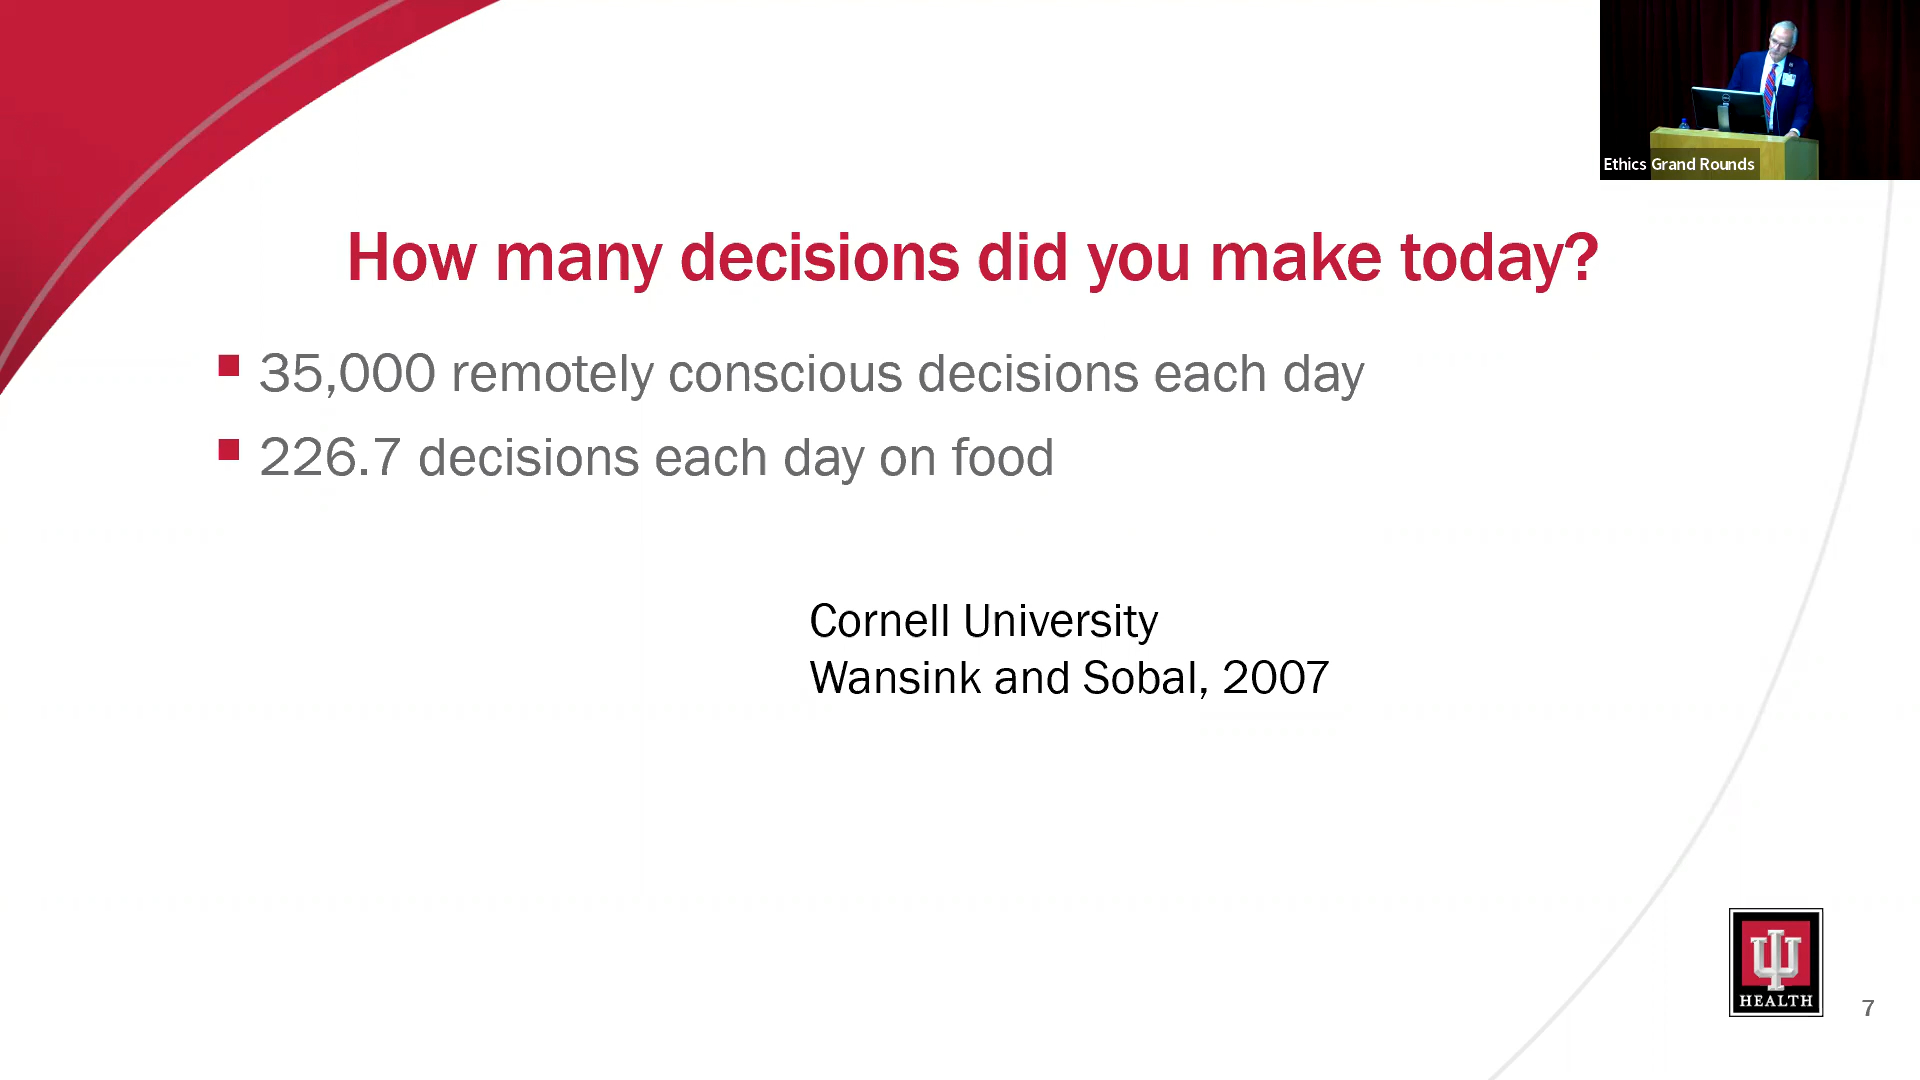 Ethics Grand Rounds
How many decisions did you make today?
35,000 remotely conscious decisions each day
226.7 decisions each day on food
Cornell University
Wansink and Sobal, 2007
HEALTH
7